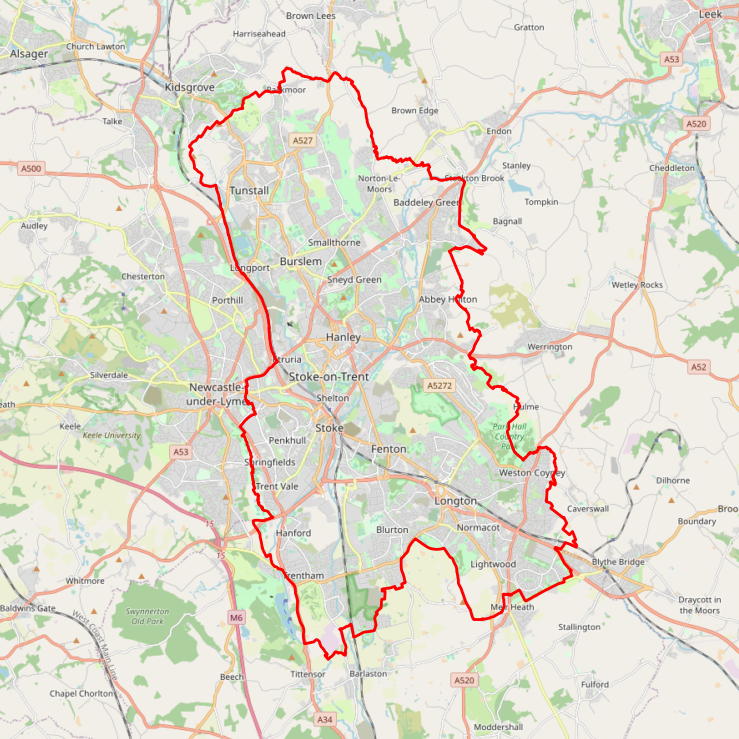 Brown Lees
Leek
Gratton
Harriseahead
Church Lawton
Alsager
A53
Kidsgrove
Packmoor
Brown Edge
Talke
A520
Endon
A527
Stanley
A500
Cheddleton
Norton-Le-
Moors
Stockton Brook
Tunstall
Tompkin
Baddeley Green
Bagnall
Audley
Smallthorne
Burslem
Longport
Chesterton
Sneyd Green
Wetley Rocks
Porthill
Abbey Hulton
Hanley
Werrington
Etruria
A52
Silverdale
Stoke-on-Trent
Newcastle-
under-Lyme
A5272
Shelton
Hulme
Keele
Keele University
Stoke
Park Hall
Country
Park
Penkhull
A53
Fenton
Springfields
Weston Coyney
Dilhorne
Trent Vale
Longton
Caverswall
15
Boundary
Hanford
Blurton
Normacot
15
Blythe Bridge
Lightwood
Trentham
Whitmore
Draycott in
the Moors
Baldwins Gate
Swynnerton
Old Park
Meir Heath
M6
Stallington
West Coast Main Line
Tittensor
Barlaston
Beech
A520
Fulford
Chapel Chorlton
A34
Moddershall